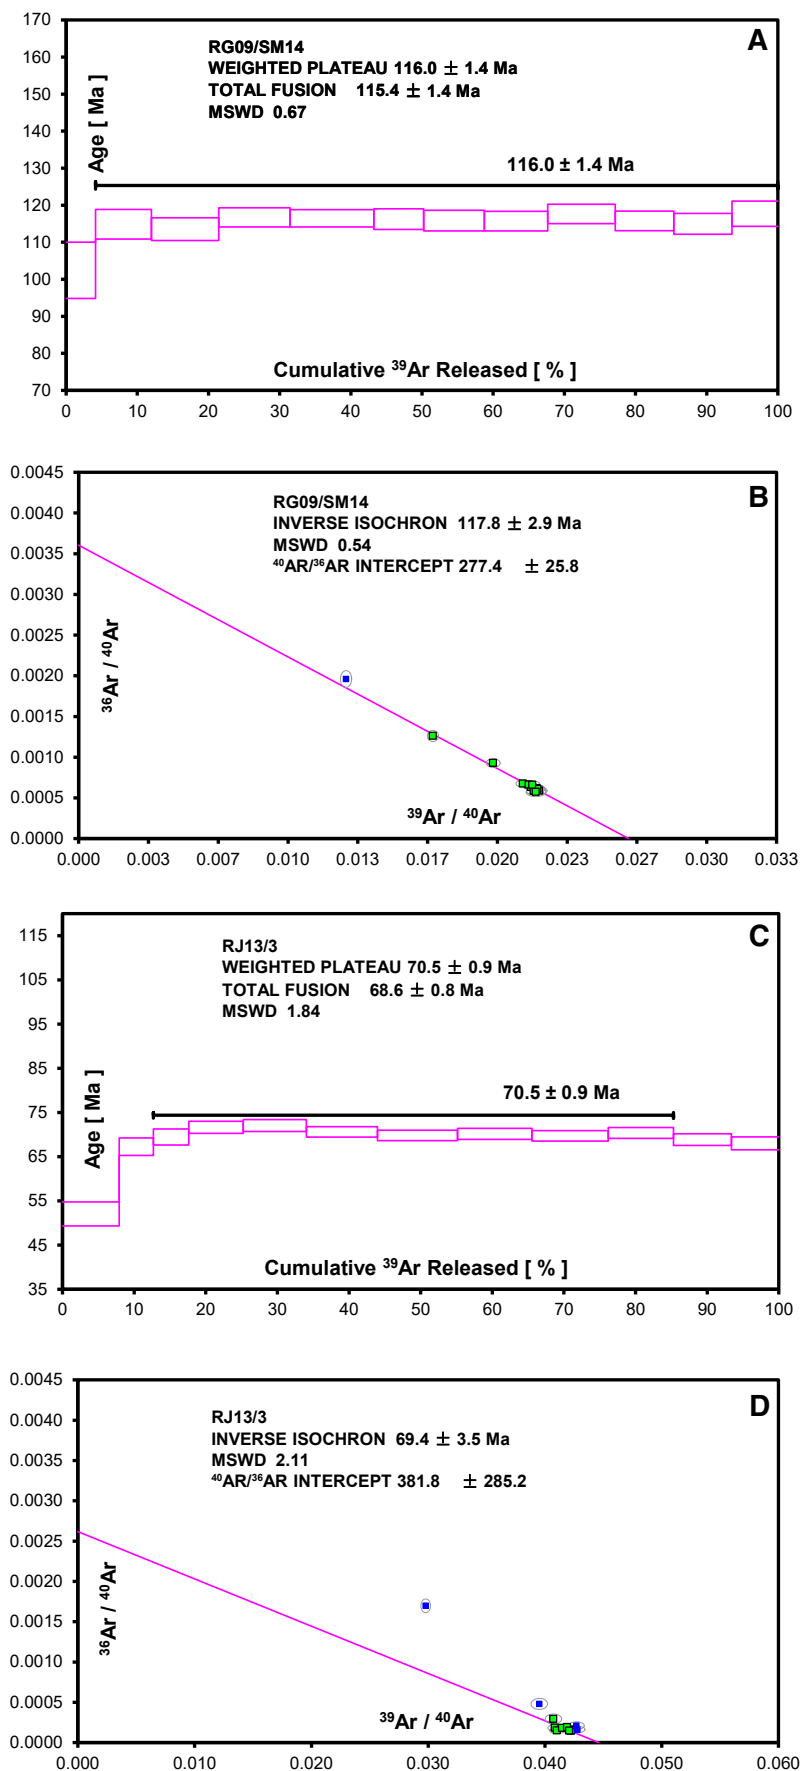 A
RG09/SM14
WEIGHTED PLATEAU 116.0 ± 1.4 Ma
TOTAL FUSION 115.4 ± 1.4 Ma
MSWD 0.67
116.0 ± 1.4 Ma
Age [ Ma ]
170
160
150
140
130
120
110
100
90
80
70
Cumulative ³⁹Ar Released [ % ]
0 10 20 30 40 50 60 70 80 90 100
B
RG09/SM14
INVERSE ISOCHRON 117.8 ± 2.9 Ma
MSWD 0.54
⁴⁰AR/³⁶AR INTERCEPT 277.4 ± 25.8
0.0045
0.0040
0.0035
0.0030
0.0025
0.0020
0.0015
0.0010
0.0005
0.0000
³⁶Ar / ⁴⁰Ar
³⁹Ar / ⁴⁰Ar
0.000 0.003 0.007 0.010 0.013 0.017 0.020 0.023 0.027 0.030 0.033
C
RJ13/3
WEIGHTED PLATEAU 70.5 ± 0.9 Ma
TOTAL FUSION 68.6 ± 0.8 Ma
MSWD 1.84
70.5 ± 0.9 Ma
Age [ Ma ]
115
105
95
85
75
65
55
45
35
Cumulative ³⁹Ar Released [ % ]
0 10 20 30 40 50 60 70 80 90 100
D
RJ13/3
INVERSE ISOCHRON 69.4 ± 3.5 Ma
MSWD 2.11
⁴⁰AR/³⁶AR INTERCEPT 381.8 ± 285.2
0.0045
0.0040
0.0035
0.0030
0.0025
0.0020
0.0015
0.0010
0.0005
0.0000
³⁶Ar / ⁴⁰Ar
³⁹Ar / ⁴⁰Ar
0.000 0.010 0.020 0.030 0.040 0.050 0.060